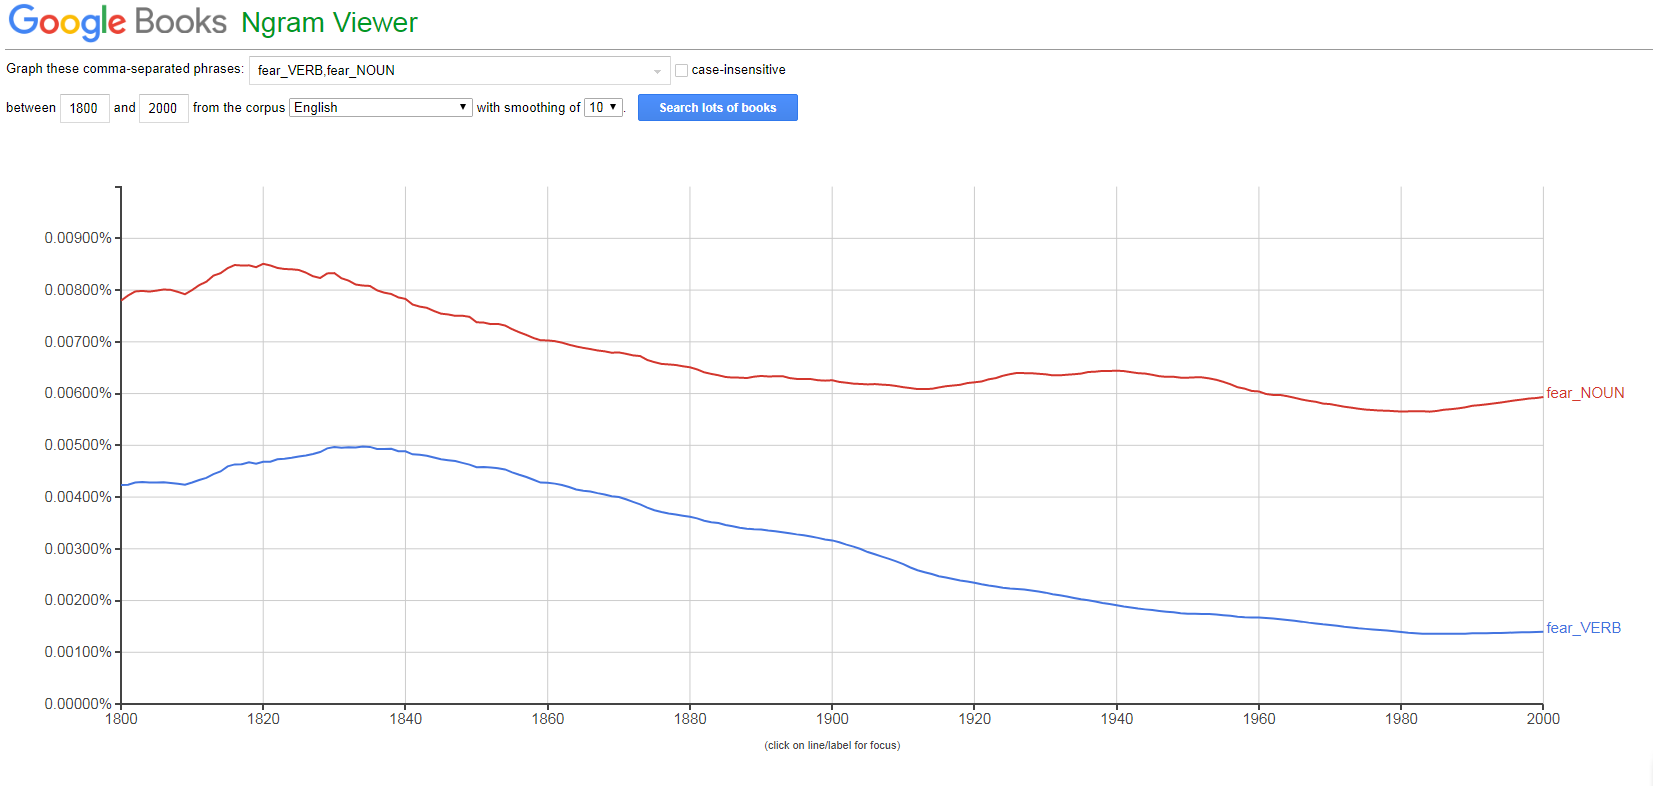 Google Books Ngram Viewer
Graph these comma-separated phrases: fear_VERB,fear_NOUN case-insensitive
between 1800 and 2000 from the corpus English with smoothing of 10 . Search lots of books
0.00900%
0.00800%
0.00700%
0.00600%
fear_NOUN
0.00500%
0.00400%
0.00300%
0.00200%
fear_VERB
0.00100%
0.00000%
1800 1820 1840 1860 1880 1900 1920 1940 1960 1980 2000
(click on line/label for focus)